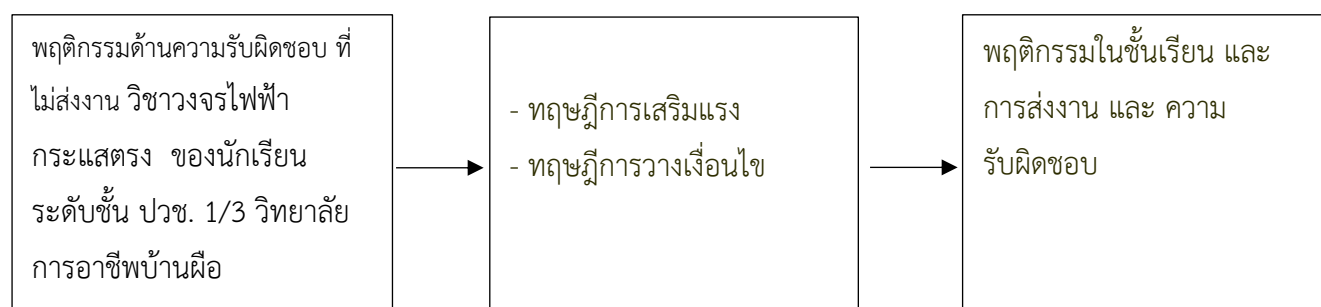 พฤติกรรมด้านความรับผิดชอบ ที่
ไม่ส่งงาน วิชาวงจรไฟฟ้า
กระแสตรง ของนักเรียน
ระดับชั้น ปวช. 1/3 วิทยาลัย
การอาชีพบ้านผือ
- ทฤษฎีการเสริมแรง
- ทฤษฎีการวางเงื่อนไข
พฤติกรรมในชั้นเรียน และ
การส่งงาน และ ความ
รับผิดชอบ